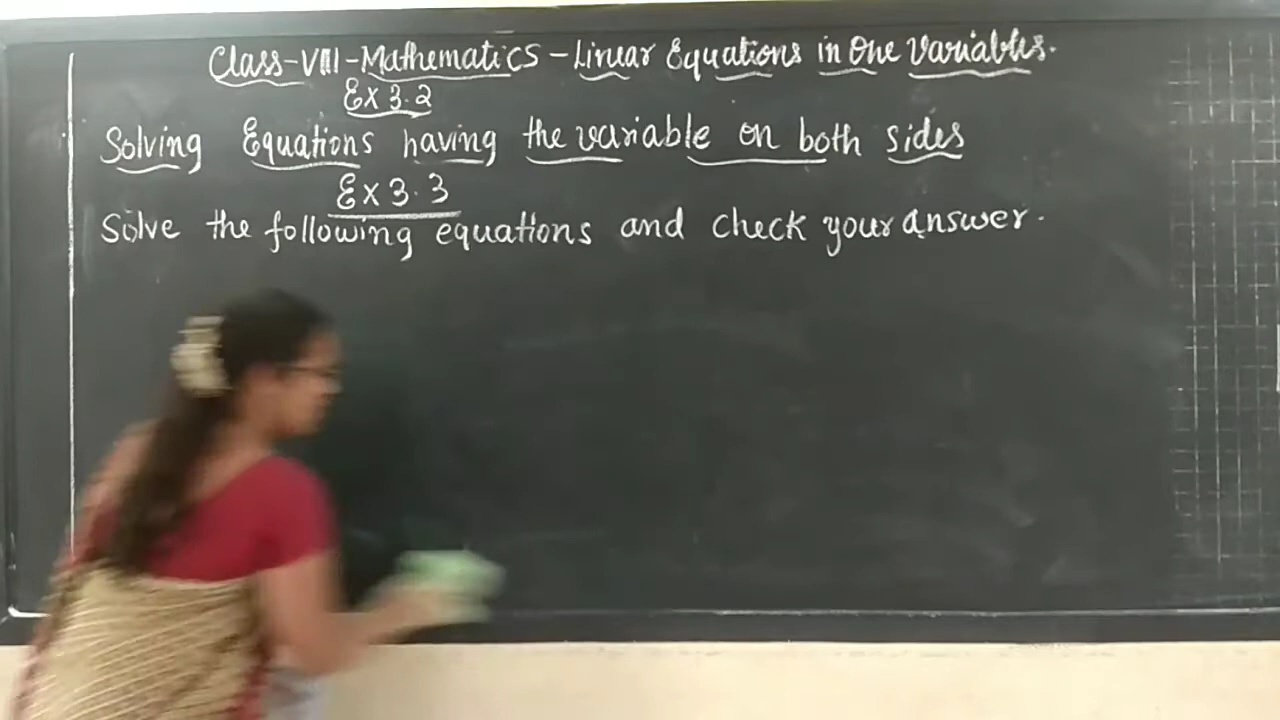 Class-VIII-Mathematics-Linear Equations in One Variables.
Ex 3.2
Solving Equations having the variable on both sides
Ex 3.3
Solve the following equations and check your answer.